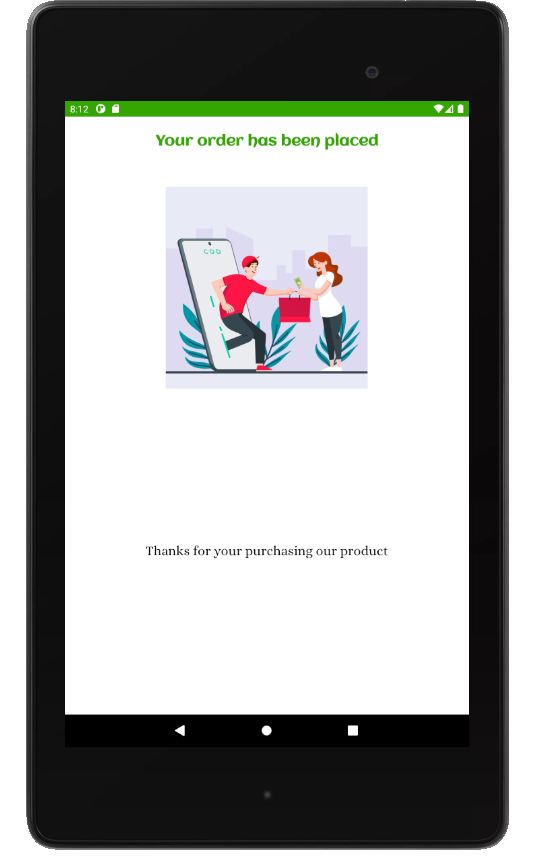 8:12
Your order has been placed
COD
Thanks for your purchasing our product